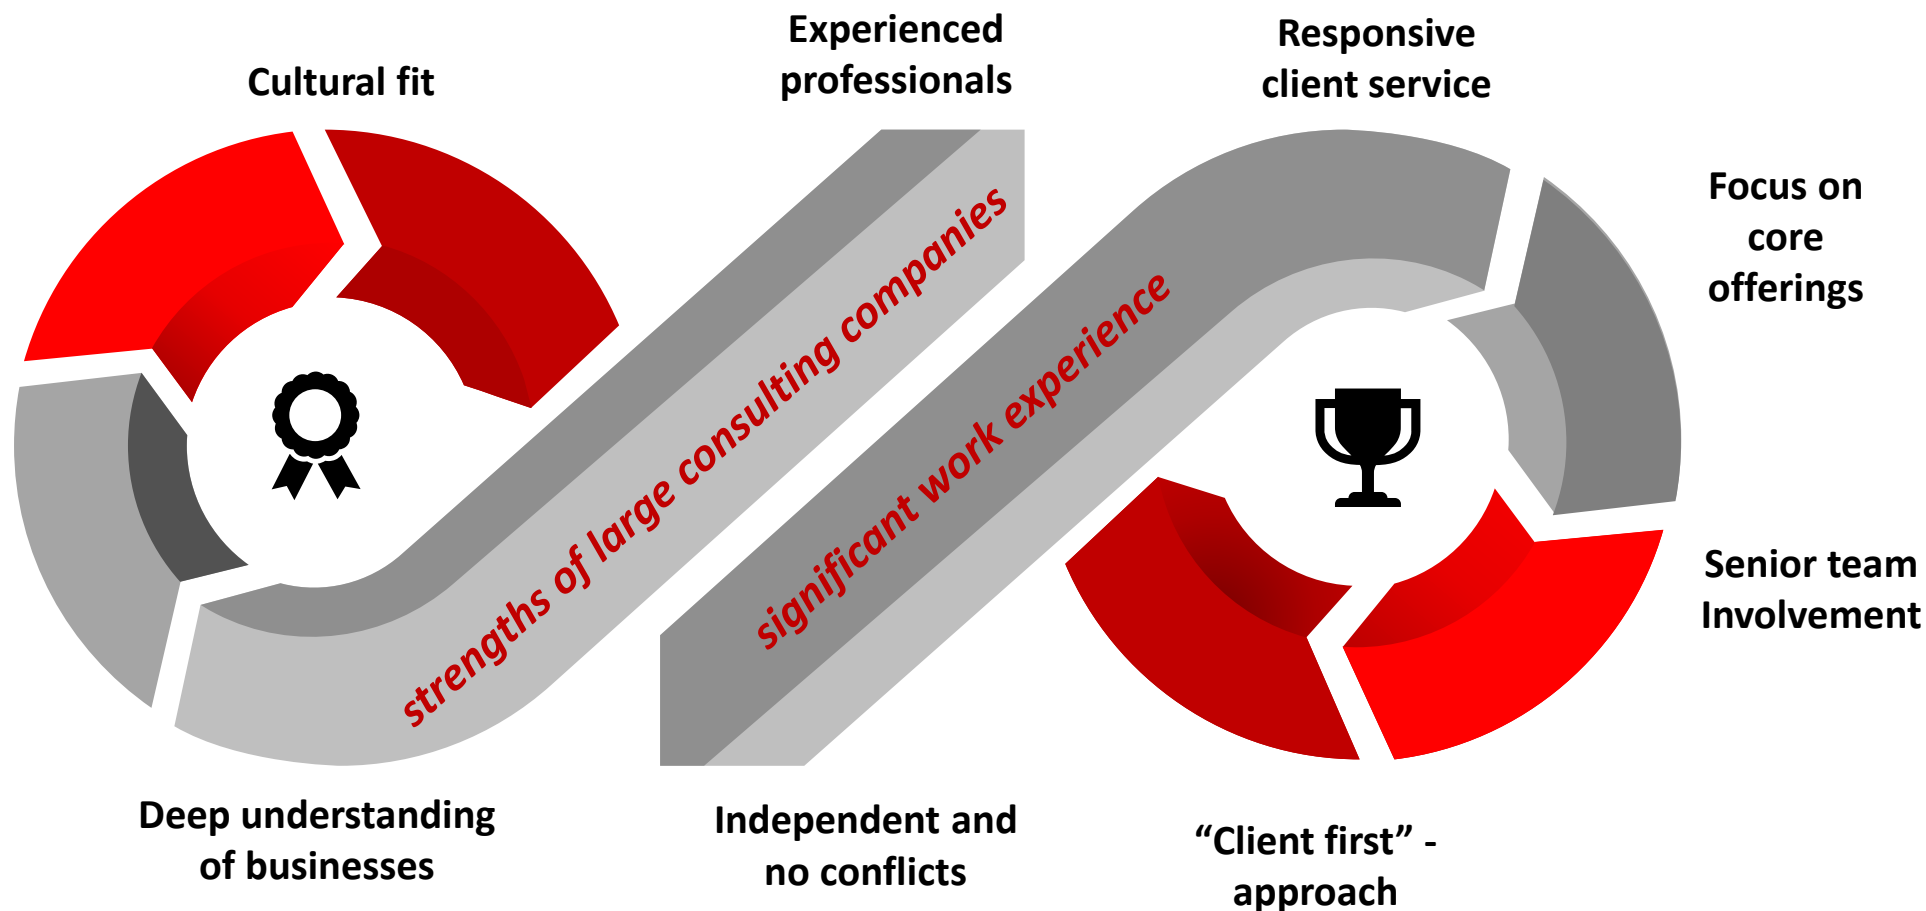 Experienced
professionals
Responsive
client service
Cultural fit
Focus on
core
offerings
strengths of large consulting companies
significant work experience
Senior team
Involvement
Deep understanding
of businesses
Independent and
no conflicts
“Client first” -
approach